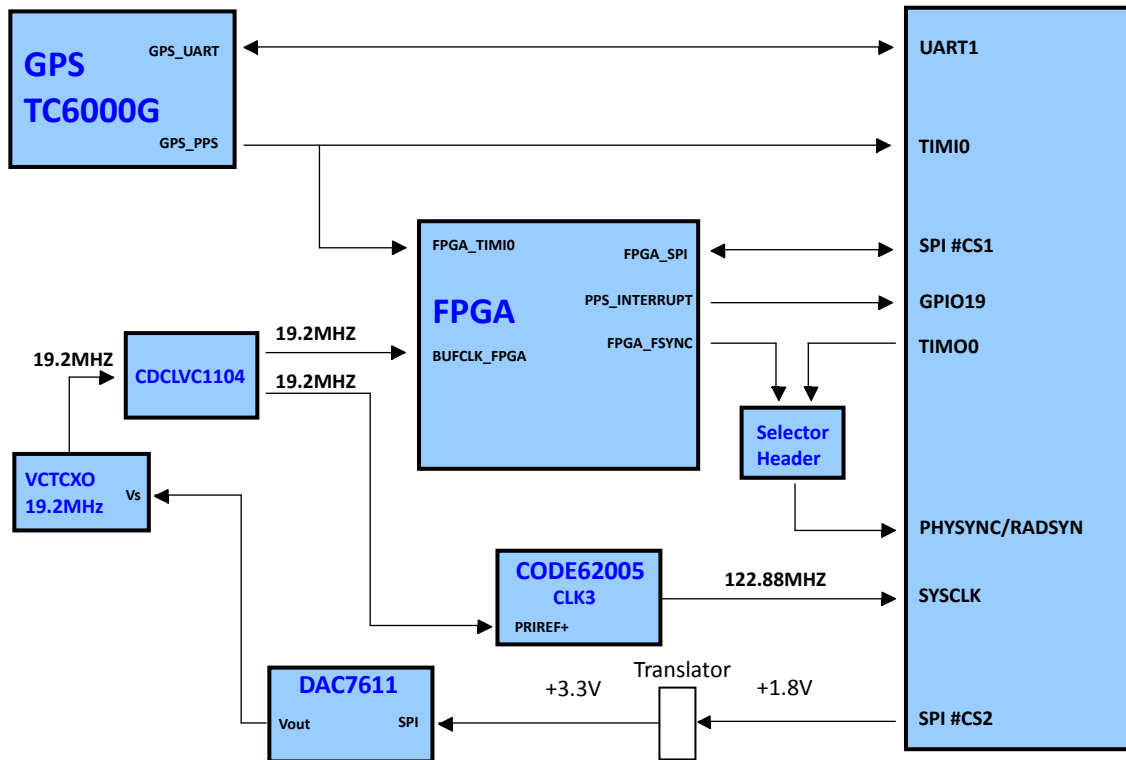 GPS
TC6000G
GPS_UART
GPS_PPS
UART1
TIMI0
SPI #CS1
GPIO19
TIMO0
PHYSYNC/RADSYN
SYSCLK
SPI #CS2
FPGA_TIMI0
FPGA_SPI
FPGA
PPS_INTERRUPT
BUFCLK_FPGA
FPGA_FSYNC
19.2MHZ
CDCLVC1104
19.2MHZ
19.2MHZ
Selector
Header
VCTCXO
19.2MHz
Vs
CODE62005
CLK3
PRIREF+
122.88MHZ
DAC7611
Vout
SPI
+3.3V
Translator
+1.8V